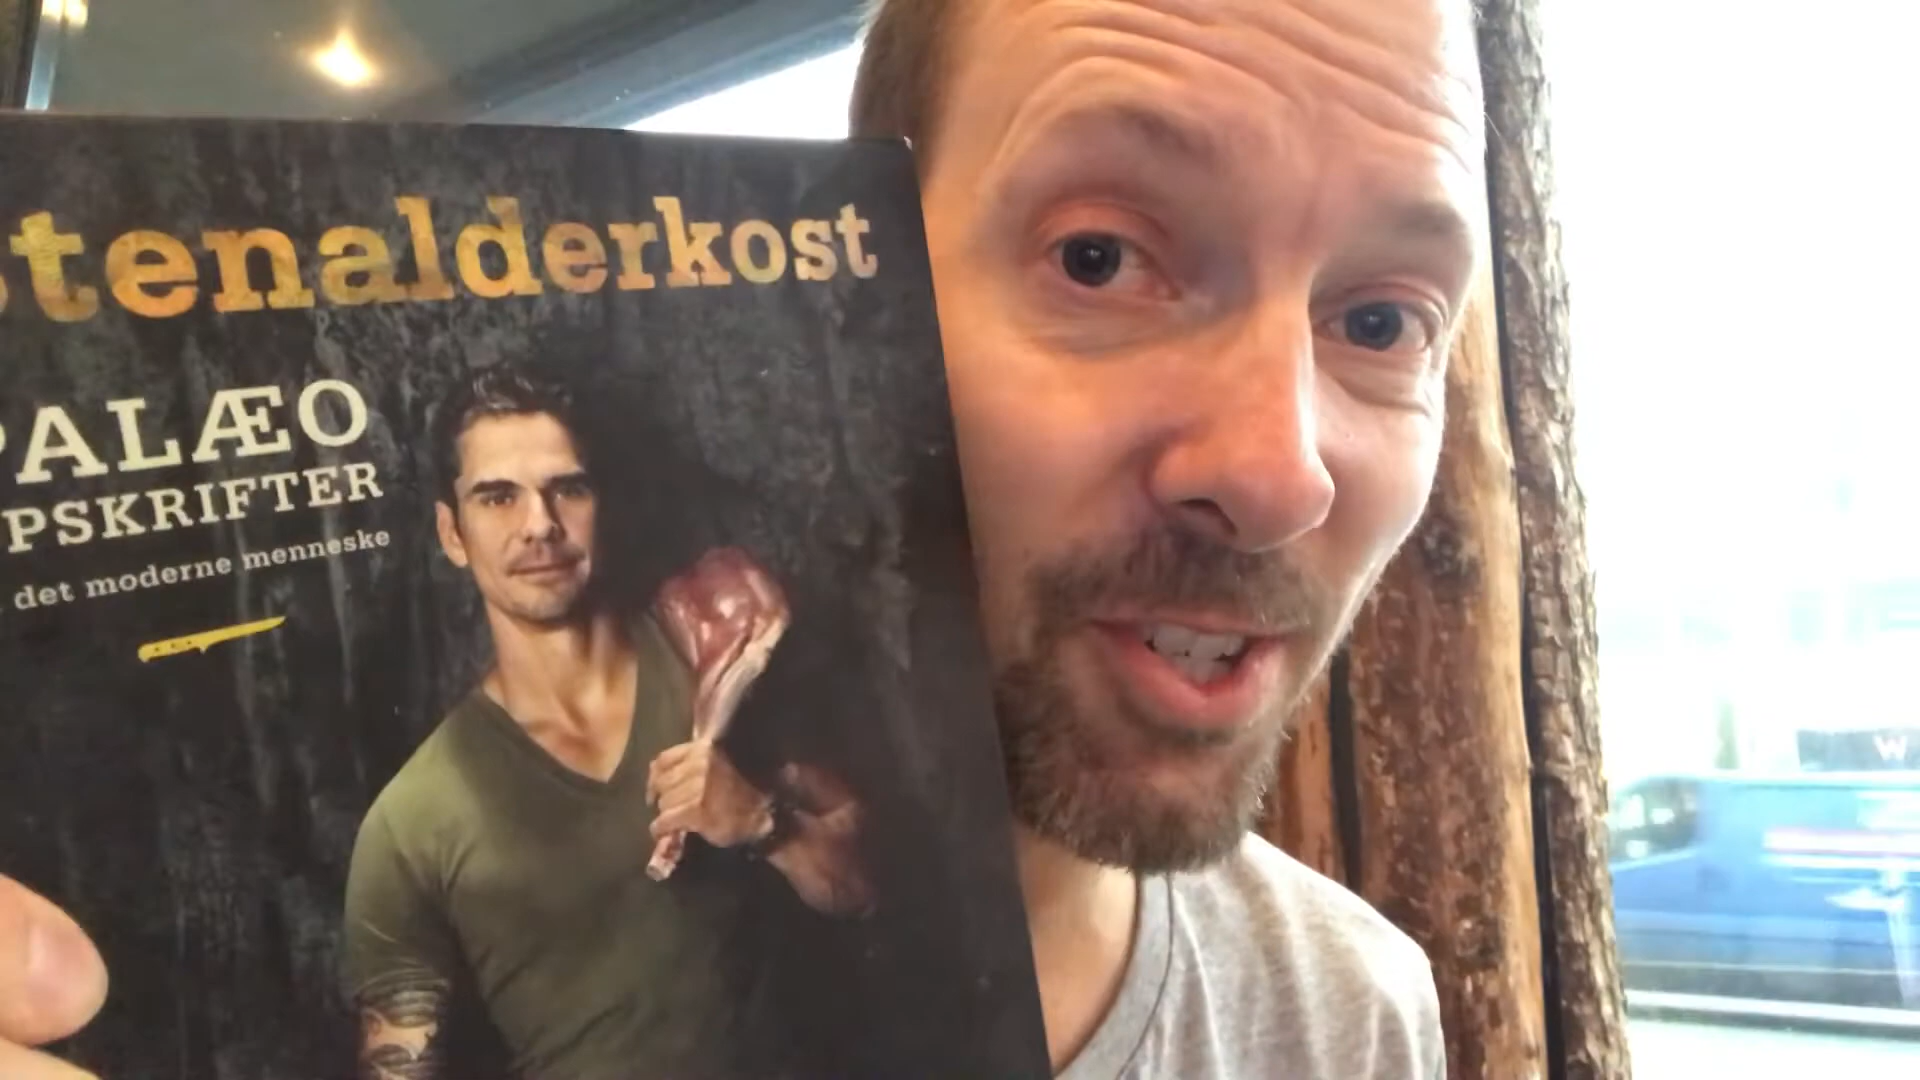 stenalderkost
PALÆO
PSKRIFTER
det moderne menneske
W